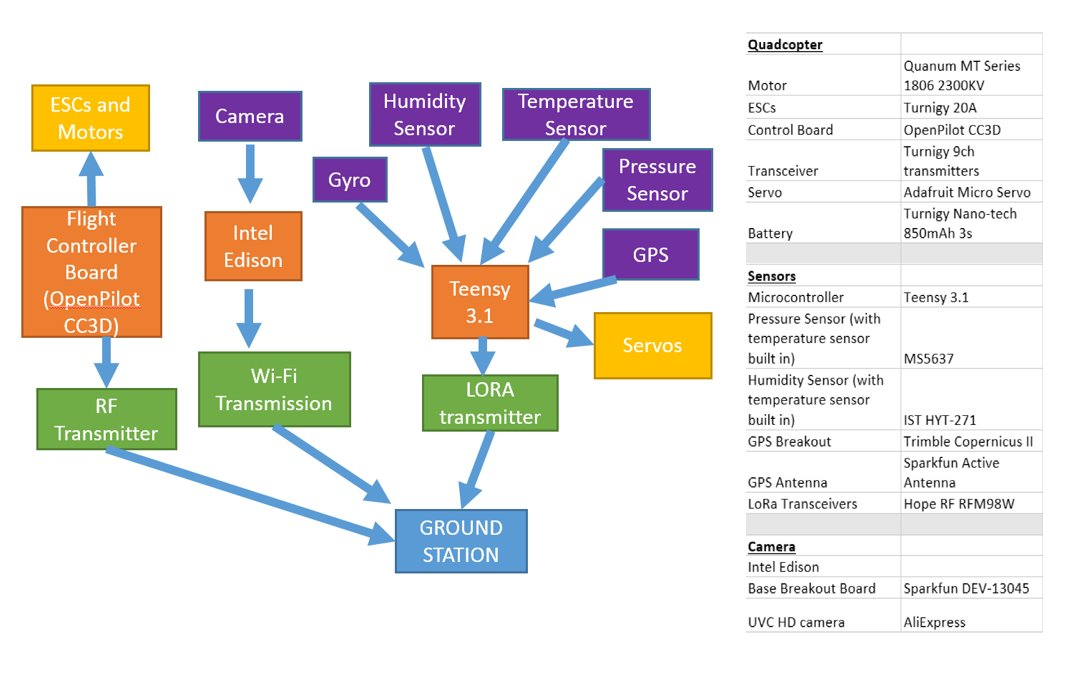 ESCs and
Motors
Camera
Humidity
Sensor
Temperature
Sensor
Gyro
Pressure
Sensor
Flight
Controller
Board
(OpenPilot
CC3D)
Intel
Edison
GPS
Teensy
3.1
Servos
RF
Transmitter
Wi-Fi
Transmission
LORA
transmitter
GROUND
STATION
Quadcopter
Motor
Quanum MT Series
1806 2300KV
ESCs
Turnigy 20A
Control Board
OpenPilot CC3D
Transceiver
Turnigy 9ch
transmitters
Servo
Adafruit Micro Servo
Battery
Turnigy Nano-tech
850mAh 3s
Sensors
Microcontroller
Teensy 3.1
Pressure Sensor (with
temperature sensor
built in)
MS5637
Humidity Sensor (with
temperature sensor
built in)
IST HYT-271
GPS Breakout
Trimble Copernicus II
GPS Antenna
Sparkfun Active
Antenna
LoRa Transceivers
Hope RF RFM98W
Camera
Intel Edison
Base Breakout Board
Sparkfun DEV-13045
UVC HD camera
AliExpress